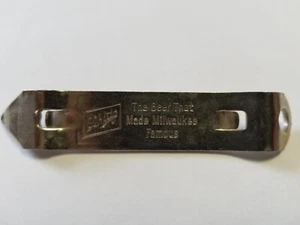 Schlitz
The Beer That
Made Milwaukee
Famous